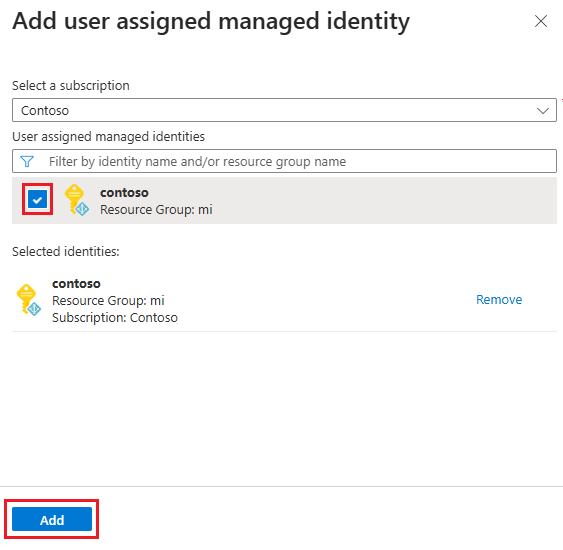 Add user assigned managed identity
Select a subscription
Contoso
User assigned managed identities
Filter by identity name and/or resource group name
contoso
Resource Group: mi
Selected identities:
contoso
Resource Group: mi
Remove
Subscription: Contoso
Add